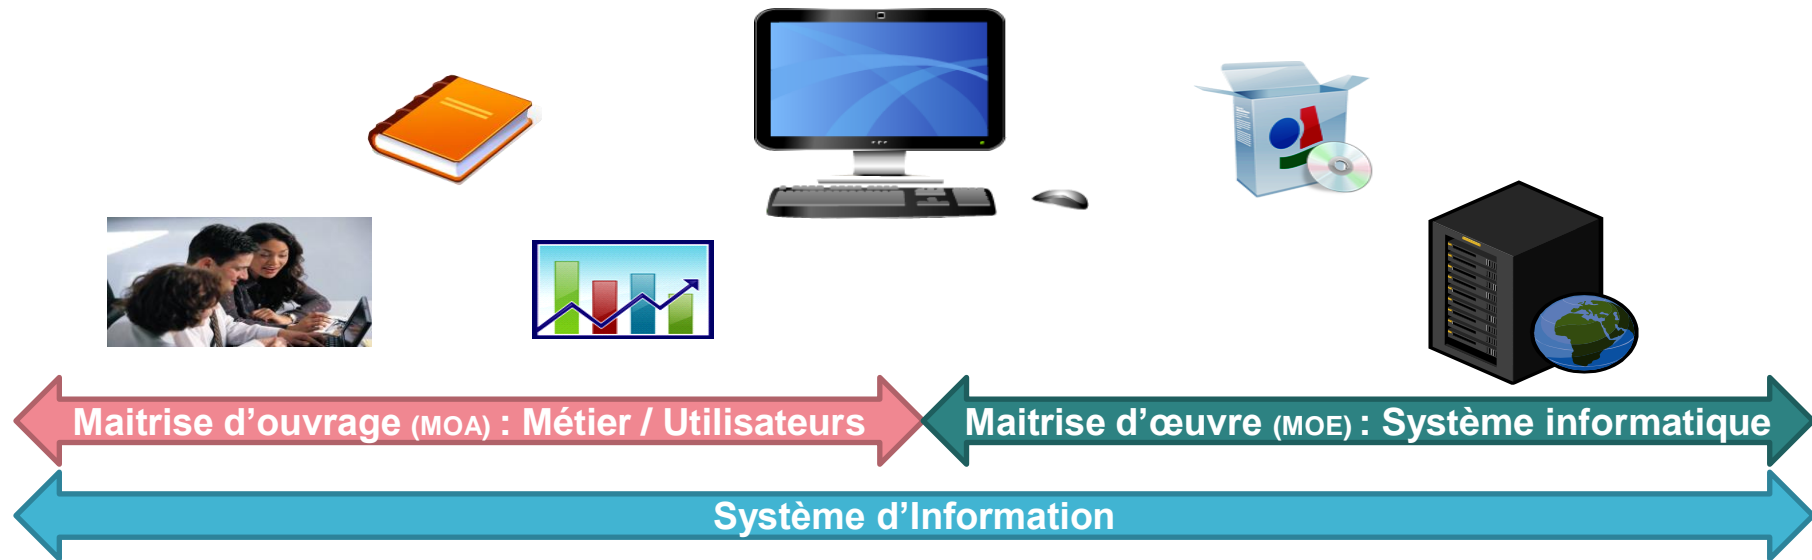 Maitrise d’ouvrage (MOA) : Métier / Utilisateurs
Maitrise d’œuvre (MOE) : Système informatique
Système d’Information